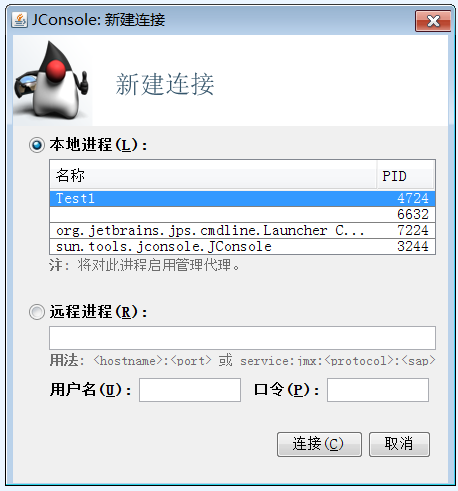 JConsole: 新建连接
新建连接
本地进程(L):
名称 PID
Test1 4724
6632
org.jetbrains.jps.cmdline.Launcher C... 7224
sun.tools.jconsole.JConsole 3244
注: 将对此进程启用管理代理。
远程进程(R):
用法: <hostname>:<port> 或 service:jmx:<protocol>:<sap>
用户名(U): 口令(P):
连接(C) 取消